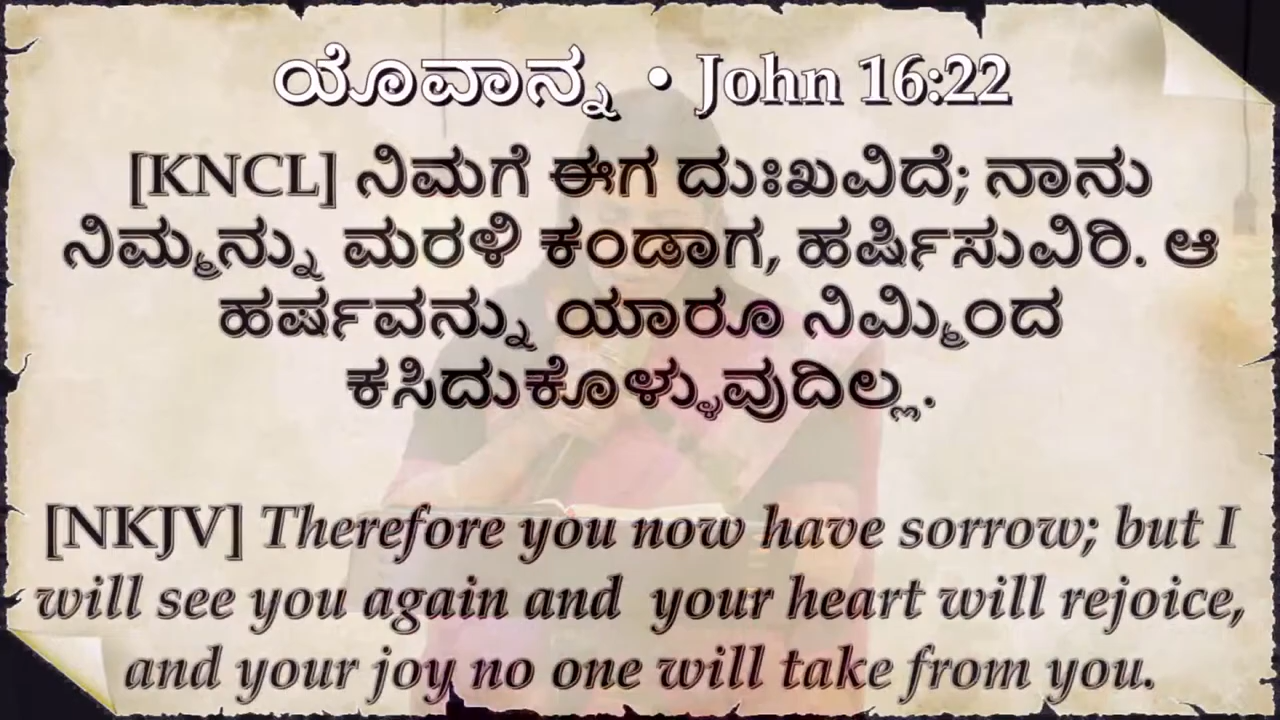 ಯೊವಾನ್ನ • John 16:22
[KNCL] ನಿಮಗೆ ಈಗ ದುಃಖವಿದೆ; ನಾನು
ನಿಮ್ಮನ್ನು ಮರಳಿ ಕಂಡಾಗ, ಹರ್ಷಿಸುವಿರಿ. ಆ
ಹರ್ಷವನ್ನು ಯಾರೂ ನಿಮ್ಮಿಂದ
ಕಸಿದುಕೊಳ್ಳುವುದಿಲ್ಲ.
[NKJV] Therefore you now have sorrow; but I
will see you again and your heart will rejoice,
and your joy no one will take from you.